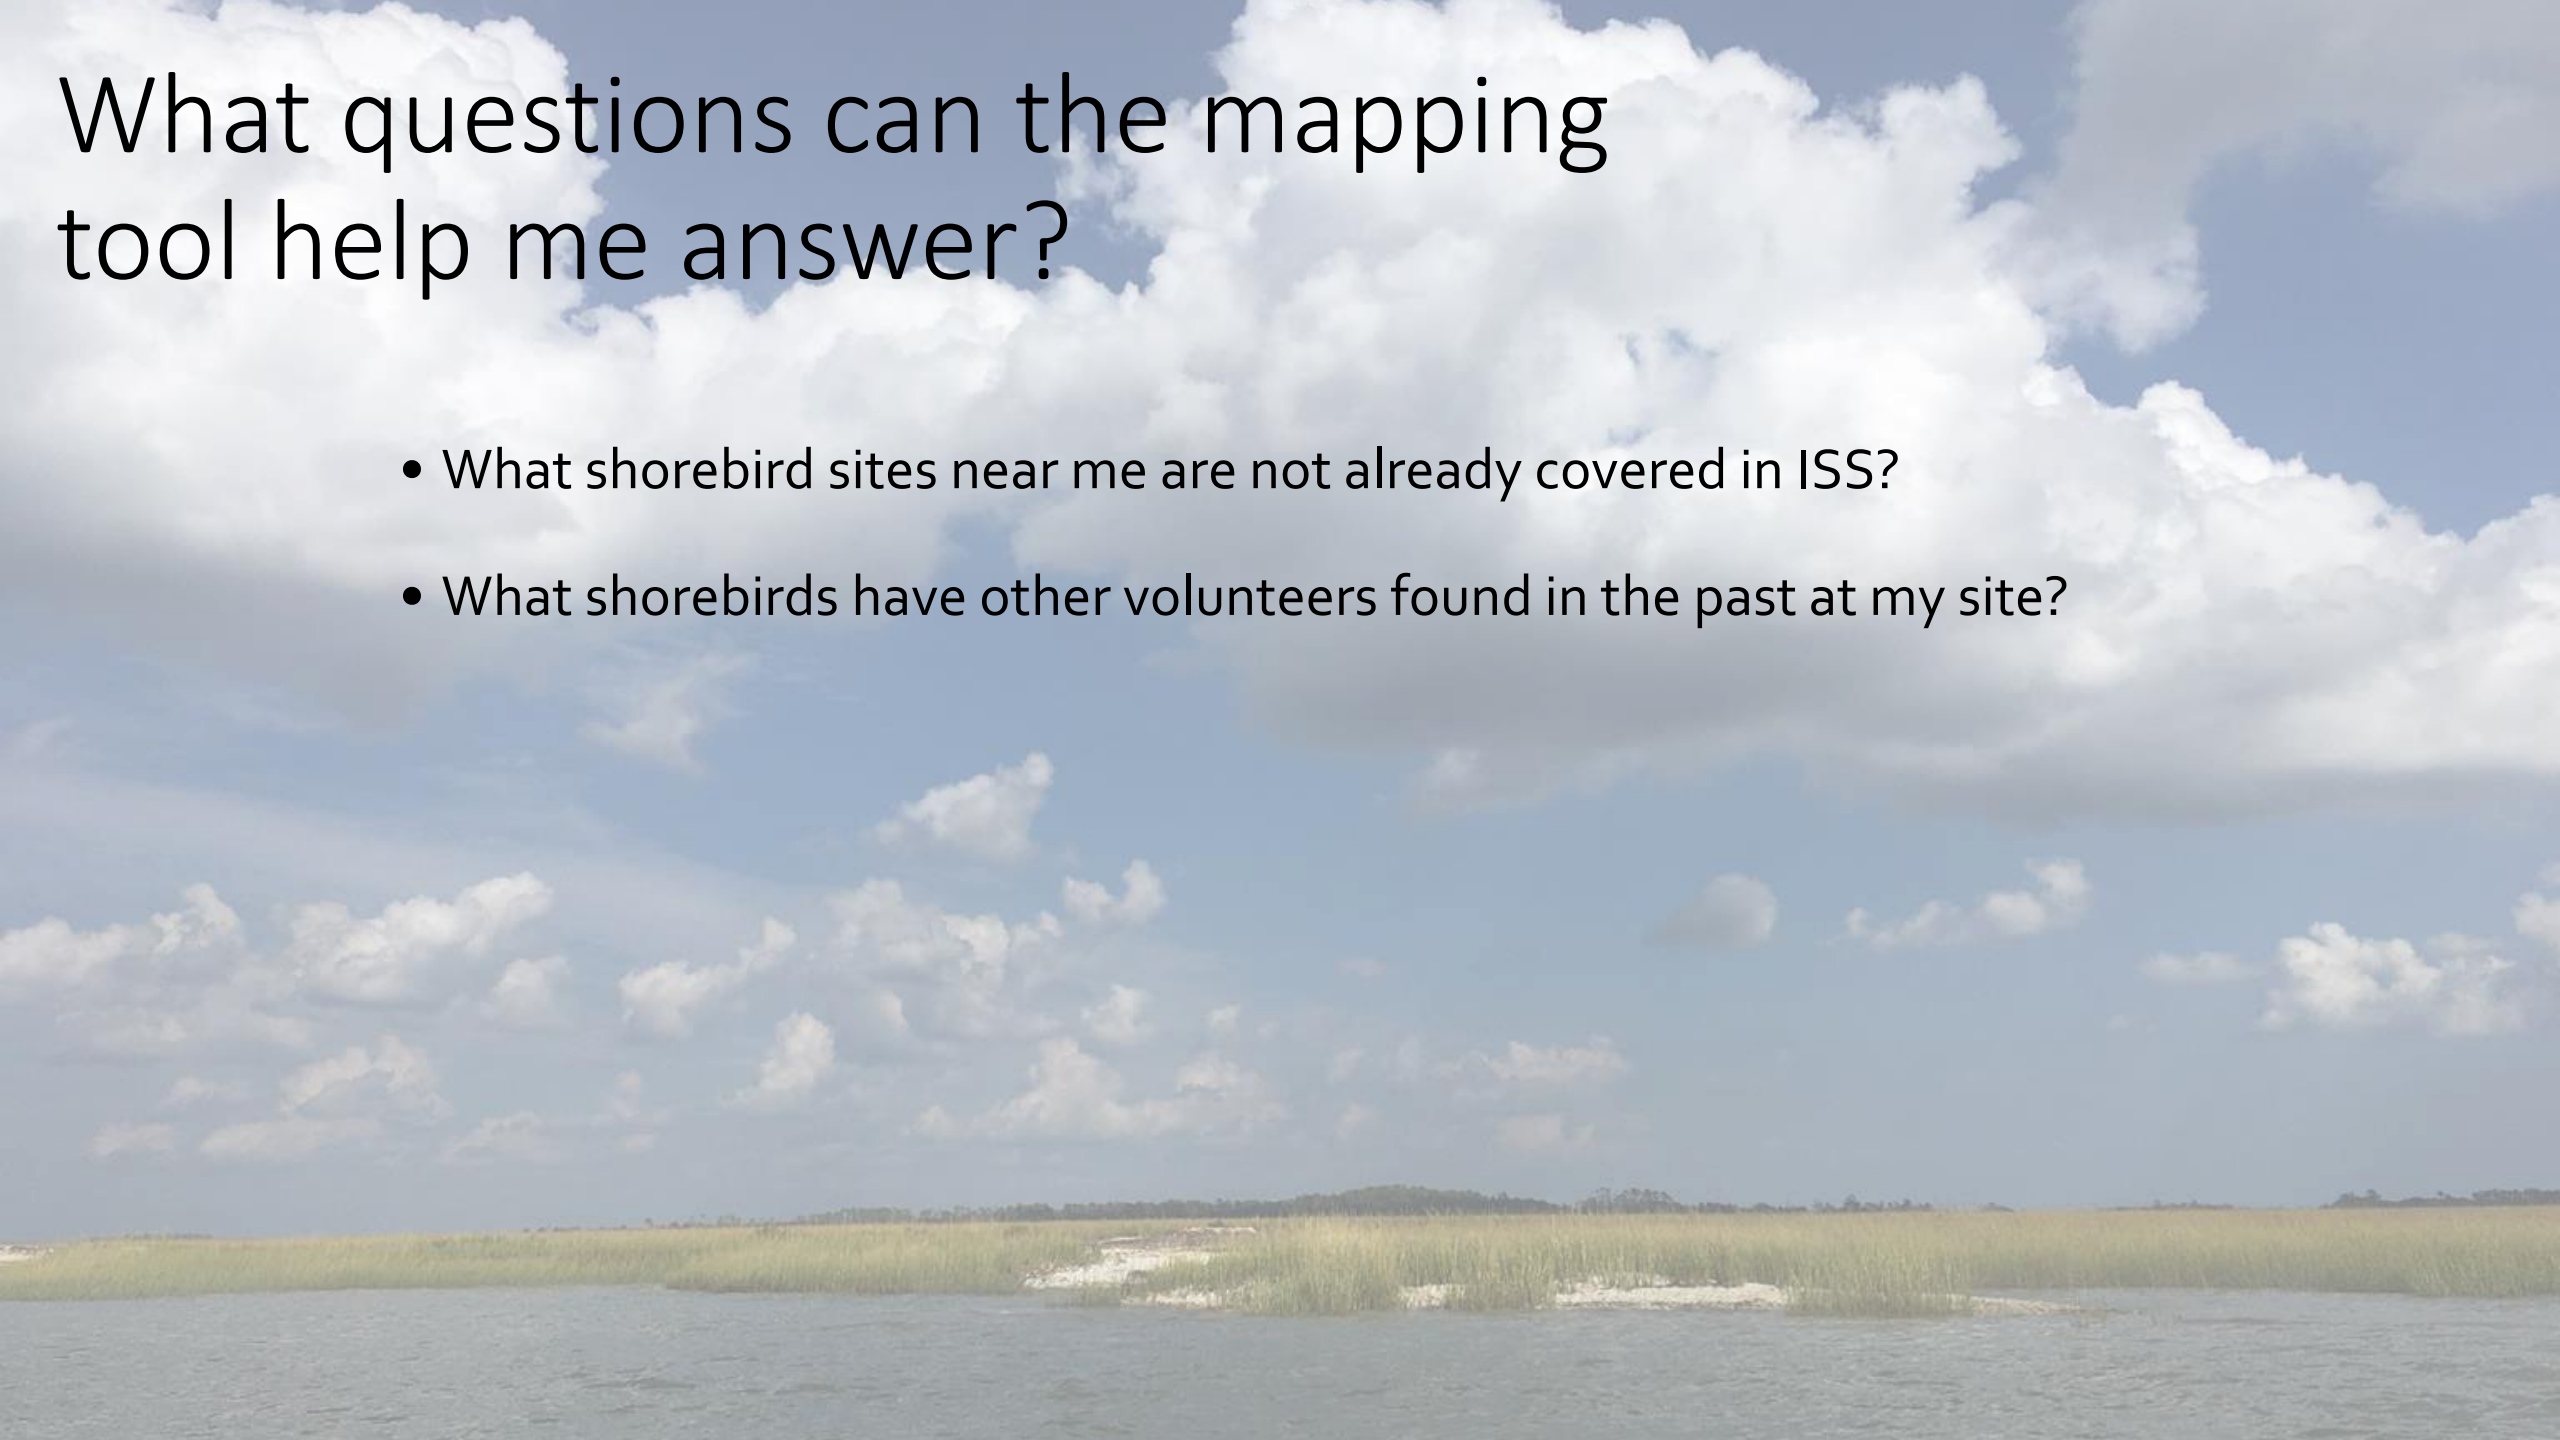 What questions can the mapping
tool help me answer?
• What shorebird sites near me are not already covered in ISS?
• What shorebirds have other volunteers found in the past at my site?